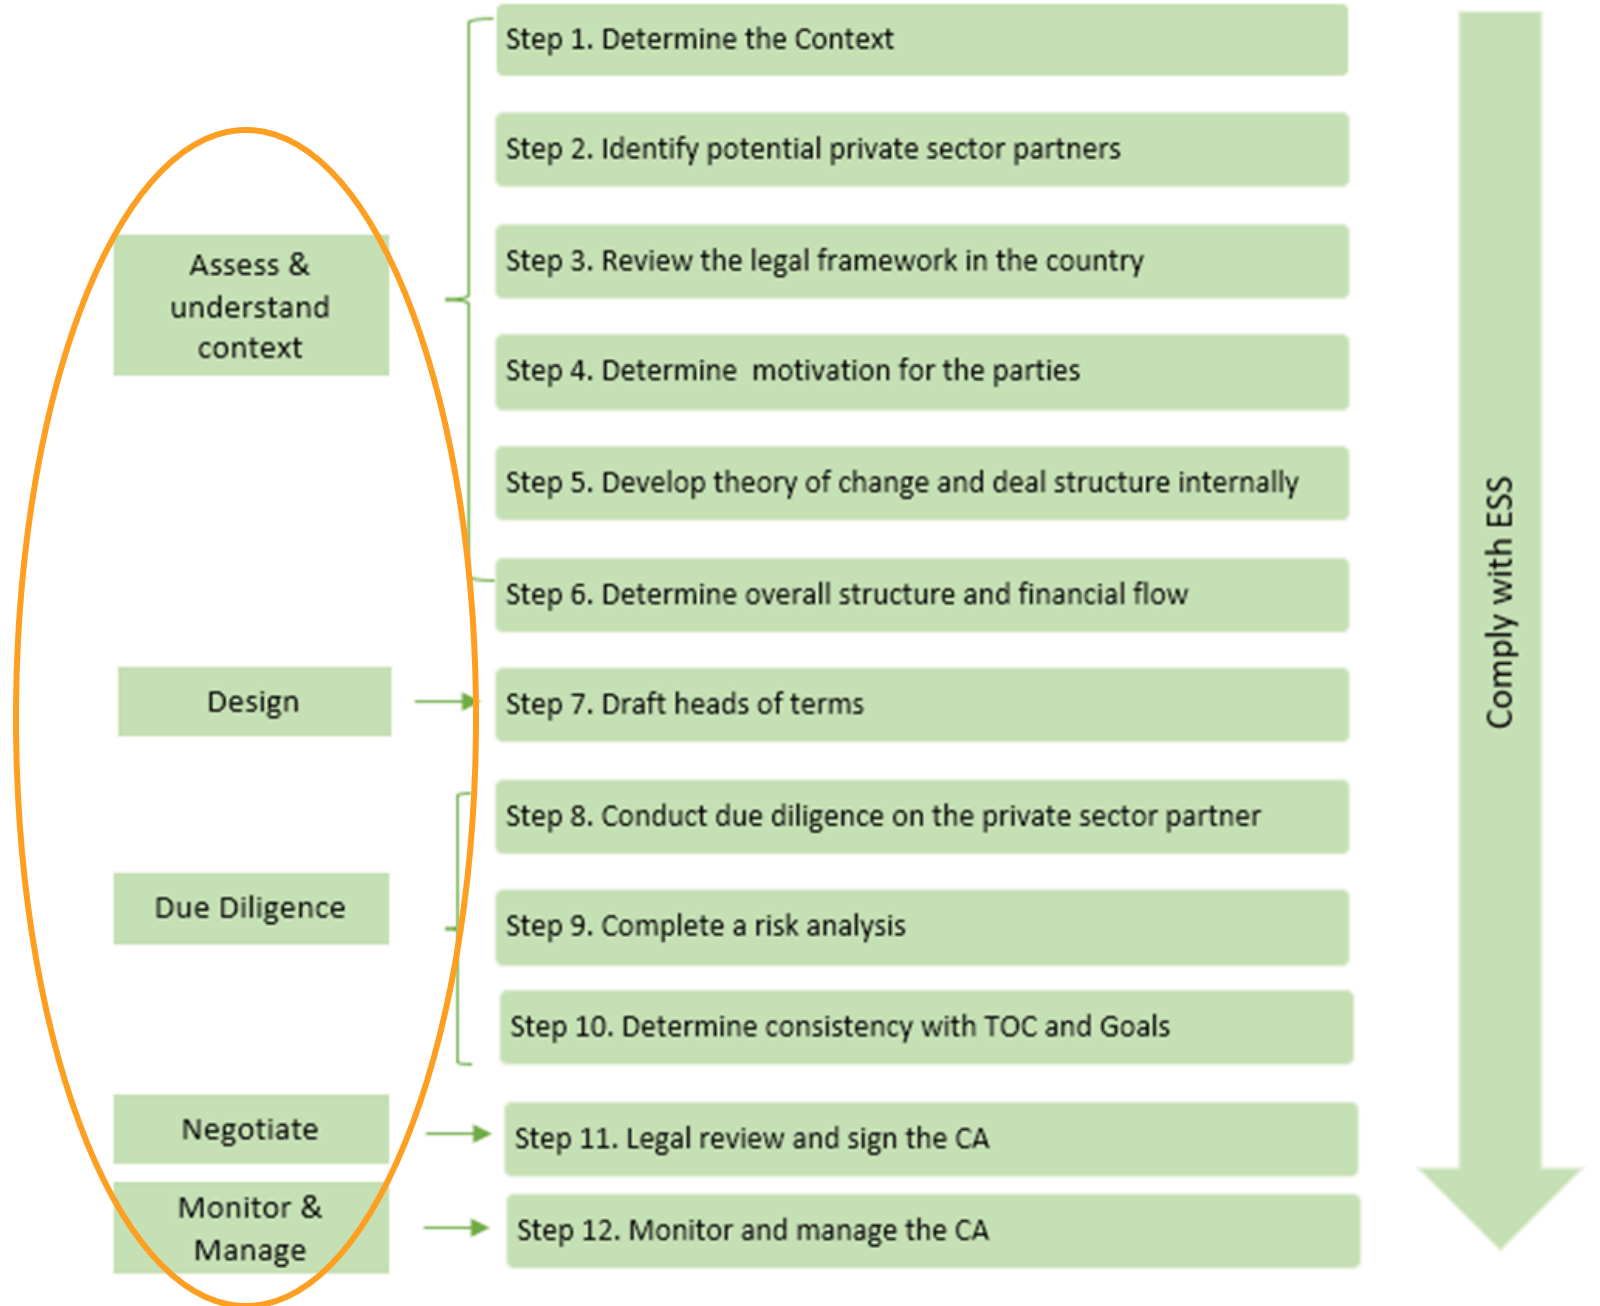 Step 1. Determine the Context
Step 2. Identify potential private sector partners
Assess &
understand
context
Step 3. Review the legal framework in the country
Step 4. Determine  motivation for the parties
Step 5. Develop theory of change and deal structure internally
Step 6. Determine overall structure and financial flow
Design
Step 7. Draft heads of terms
Step 8. Conduct due diligence on the private sector partner
Due Diligence
Step 9. Complete a risk analysis
Step 10. Determine consistency with TOC and Goals
Negotiate
Step 11. Legal review and sign the CA
Monitor &
Manage
Step 12. Monitor and manage the CA
Comply with ESS